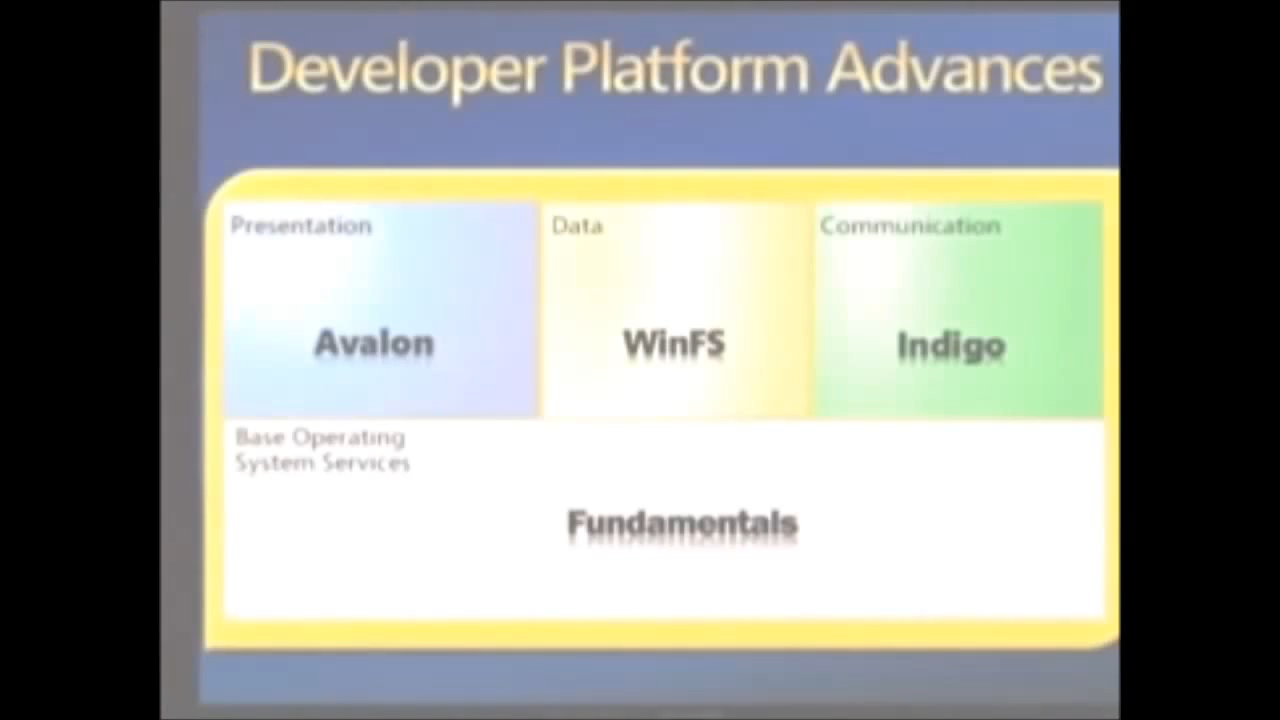 Developer Platform Advances
Presentation
Data
Communication
Avalon
WinFS
Indigo
Base Operating
System Services
Fundamentals